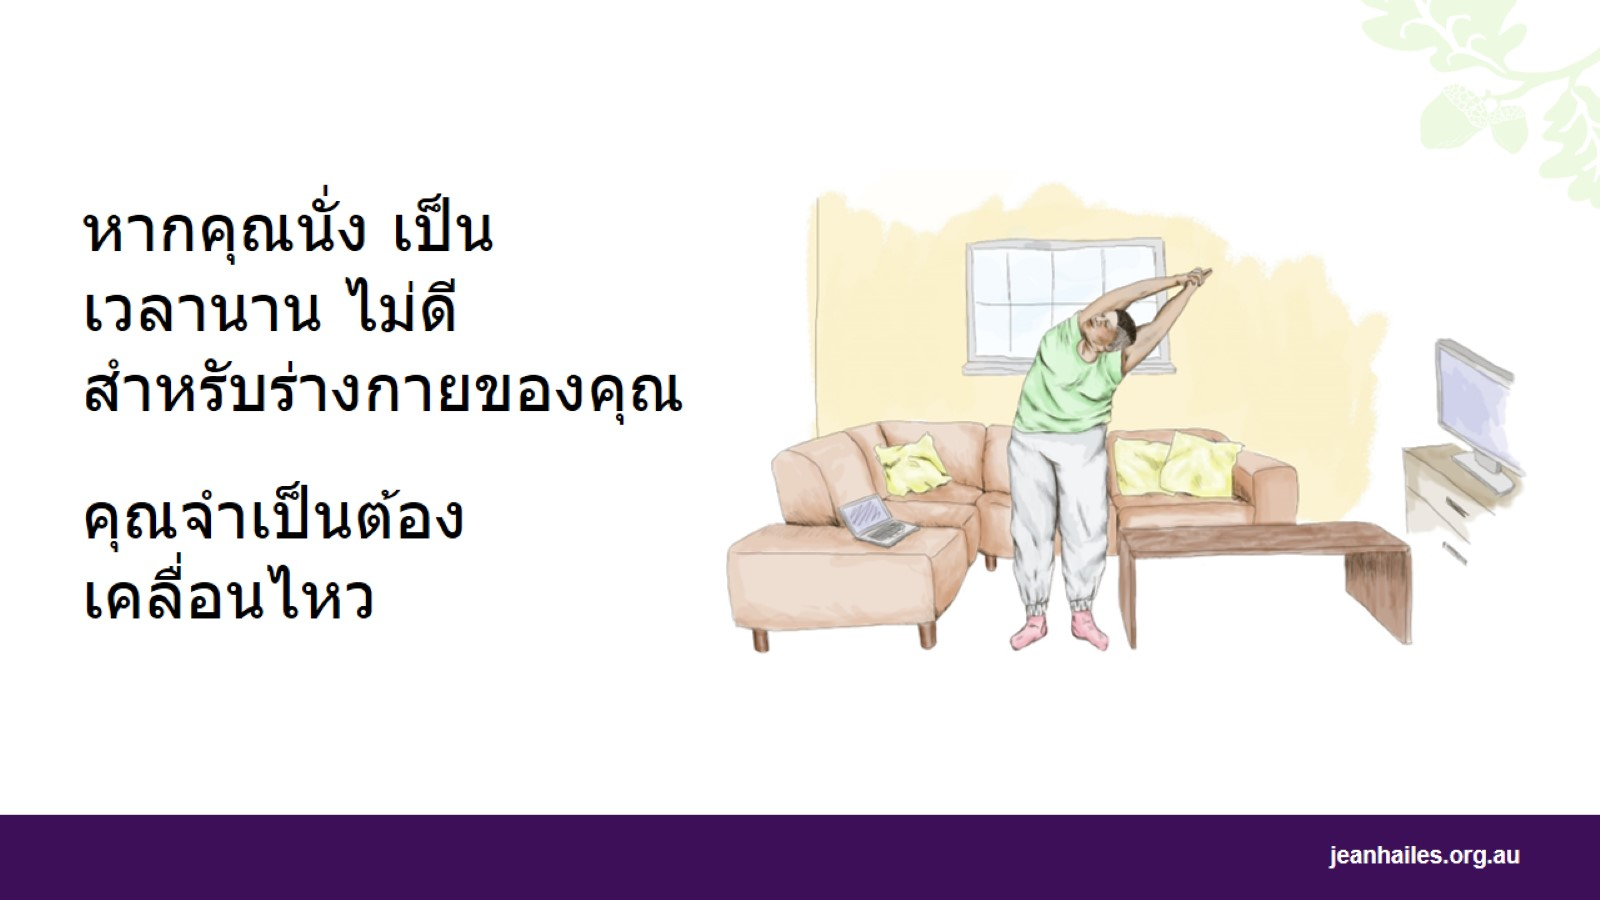 หากคุณนั่ง เป็น
เวลานาน ไม่ดี
สำหรับร่างกายของคุณ
คุณจำเป็นต้อง
เคลื่อนไหว
jeanhailes.org.au